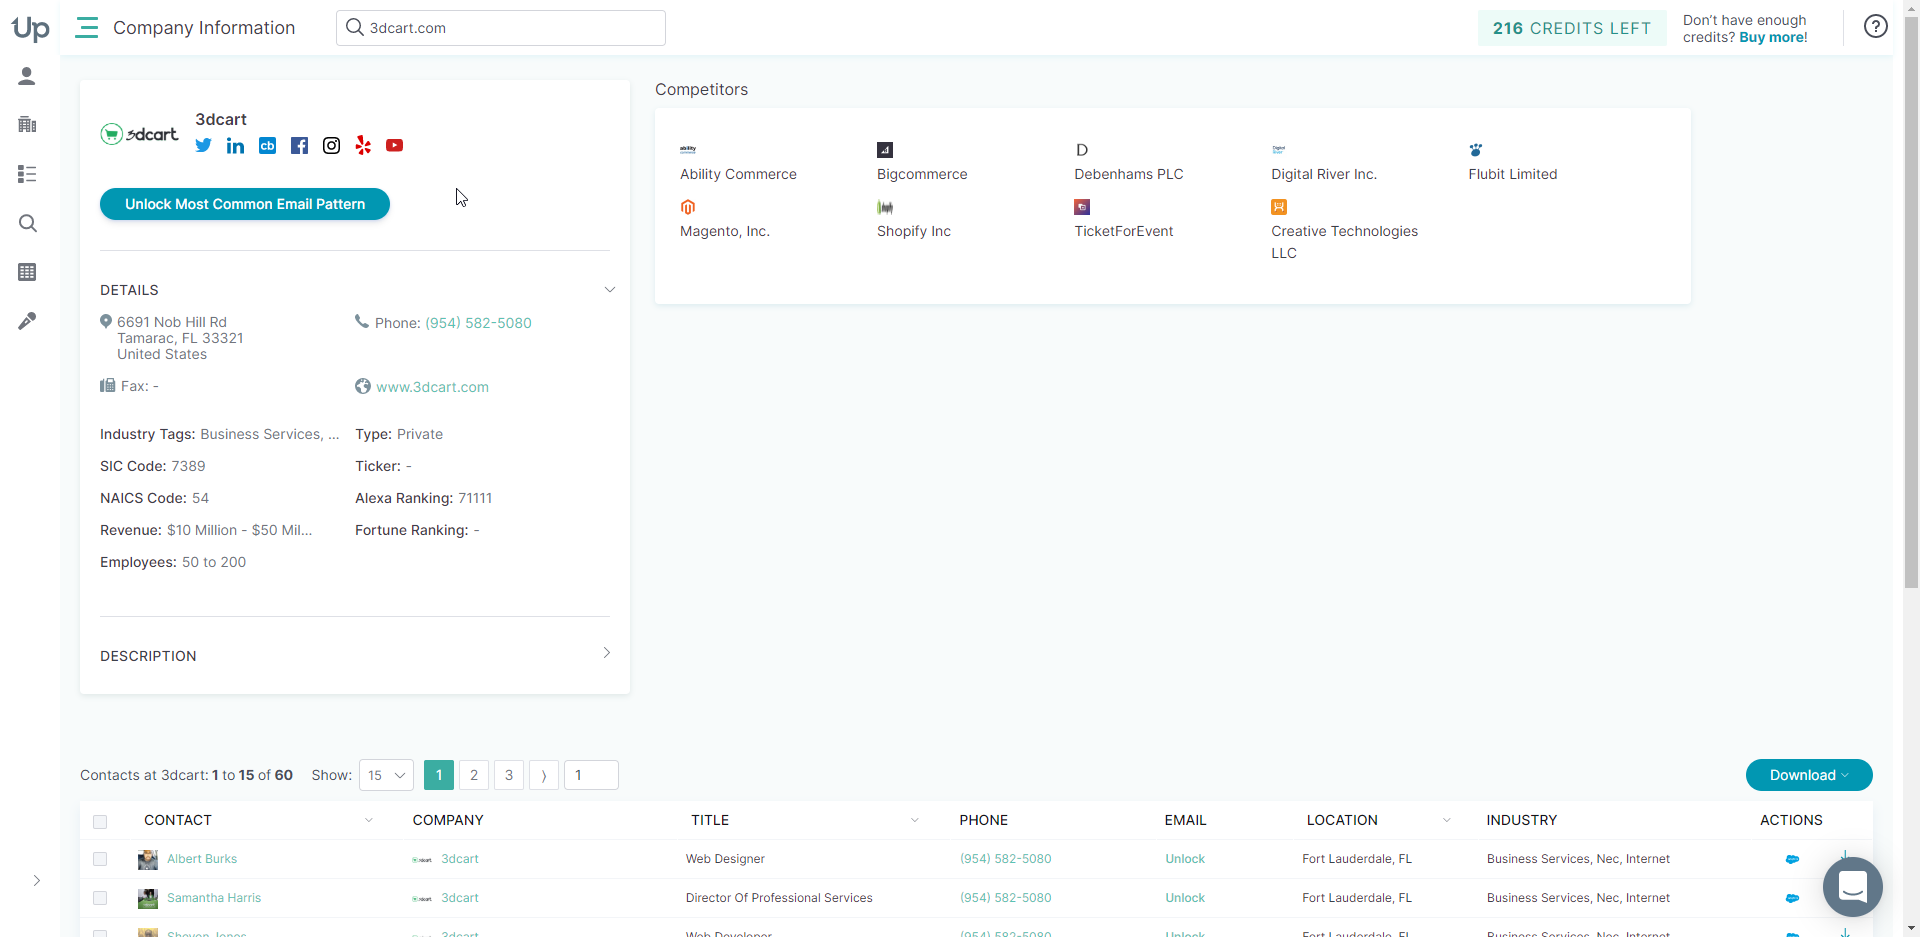 Up
Company Information
3dcart.com
216 CREDITS LEFT
Don't have enough
credits? Buy more!
3dcart
3dcart
Unlock Most Common Email Pattern
DETAILS
6691 Nob Hill Rd
Tamarac, FL 33321
United States
Phone: (954) 582-5080
Fax: -
www.3dcart.com
Industry Tags: Business Services, ...
Type: Private
SIC Code: 7389
Ticker: -
NAICS Code: 54
Alexa Ranking: 71111
Revenue: $10 Million - $50 Mil...
Fortune Ranking: -
Employees: 50 to 200
DESCRIPTION
Competitors
Ability Commerce
Bigcommerce
D
Debenhams PLC
Digital River Inc.
Flubit Limited
Magento, Inc.
Shopify Inc
TicketForEvent
Creative Technologies
LLC
Contacts at 3dcart: 1 to 15 of 60 Show: 15 1 2 3 ⟩ 1
Download
CONTACT COMPANY TITLE PHONE EMAIL LOCATION INDUSTRY ACTIONS
Albert Burks 3dcart Web Designer (954) 582-5080 Unlock Fort Lauderdale, FL Business Services, Nec, Internet
Samantha Harris 3dcart Director Of Professional Services (954) 582-5080 Unlock Fort Lauderdale, FL Business Services, Nec, Internet
3dcart Web Developer (954) 582-5080 Unlock Fort Lauderdale, FL Business Services, Nec, Internet